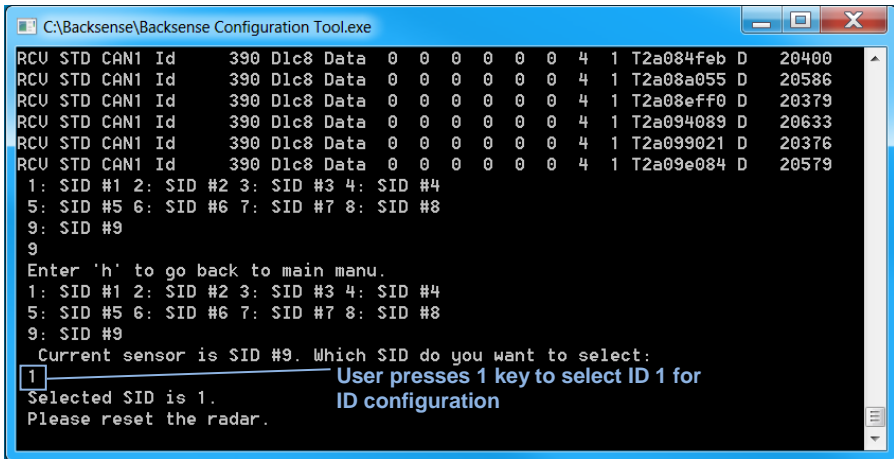 C:\Backsense\Backsense Configuration Tool.exe
RCV STD CAN1 Id 390 Dlc8 Data 0 0 0 0 0 0 4 1 T2a084feb D 20400
RCV STD CAN1 Id 390 Dlc8 Data 0 0 0 0 0 0 4 1 T2a08a055 D 20586
RCV STD CAN1 Id 390 Dlc8 Data 0 0 0 0 0 0 4 1 T2a08eff0 D 20379
RCV STD CAN1 Id 390 Dlc8 Data 0 0 0 0 0 0 4 1 T2a094089 D 20633
RCV STD CAN1 Id 390 Dlc8 Data 0 0 0 0 0 0 4 1 T2a099021 D 20376
RCV STD CAN1 Id 390 Dlc8 Data 0 0 0 0 0 0 4 1 T2a09e084 D 20579
1: SID #1 2: SID #2 3: SID #3 4: SID #4
5: SID #5 6: SID #6 7: SID #7 8: SID #8
9: SID #9
9
Enter 'h' to go back to main manu.
1: SID #1 2: SID #2 3: SID #3 4: SID #4
5: SID #5 6: SID #6 7: SID #7 8: SID #8
9: SID #9
Current sensor is SID #9. Which SID do you want to select:
1
User presses 1 key to select ID 1 for
ID configuration
Selected SID is 1.
Please reset the radar.